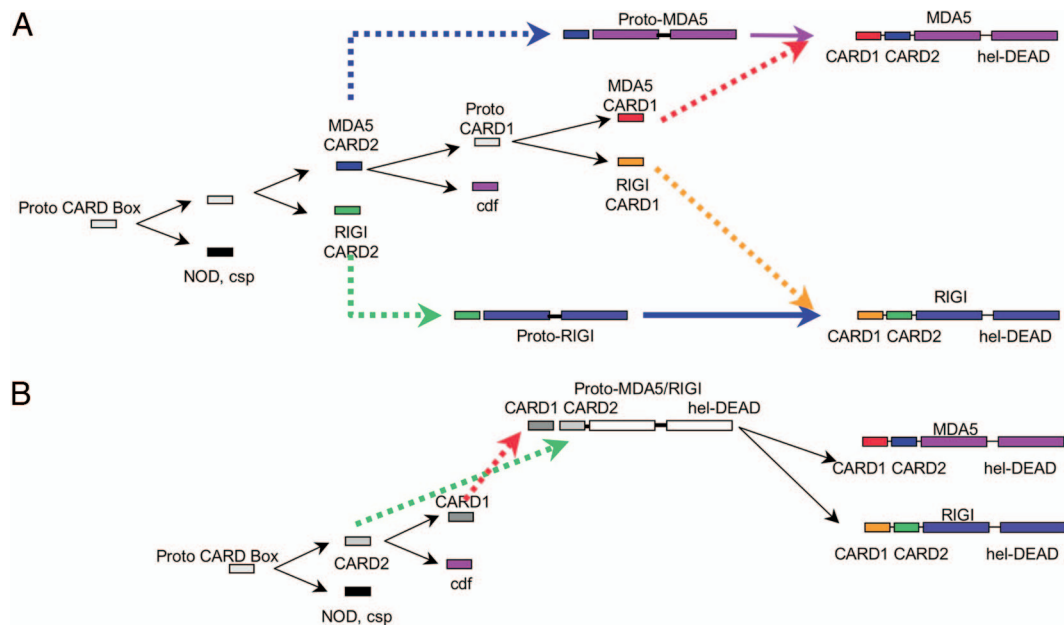 A
Proto-MDA5
MDA5
CARD1 CARD2 hel-DEAD
MDA5
CARD1
Proto
CARD1
MDA5
CARD2
RIGI
CARD1
cdf
Proto CARD Box
RIGI
CARD2
NOD, csp
RIGI
Proto-RIGI
CARD1 CARD2 hel-DEAD
B
Proto-MDA5/RIGI
CARD1 CARD2 hel-DEAD
MDA5
CARD1 CARD2 hel-DEAD
CARD1
RIGI
Proto CARD Box
CARD2
CARD1 CARD2 hel-DEAD
cdf
NOD, csp